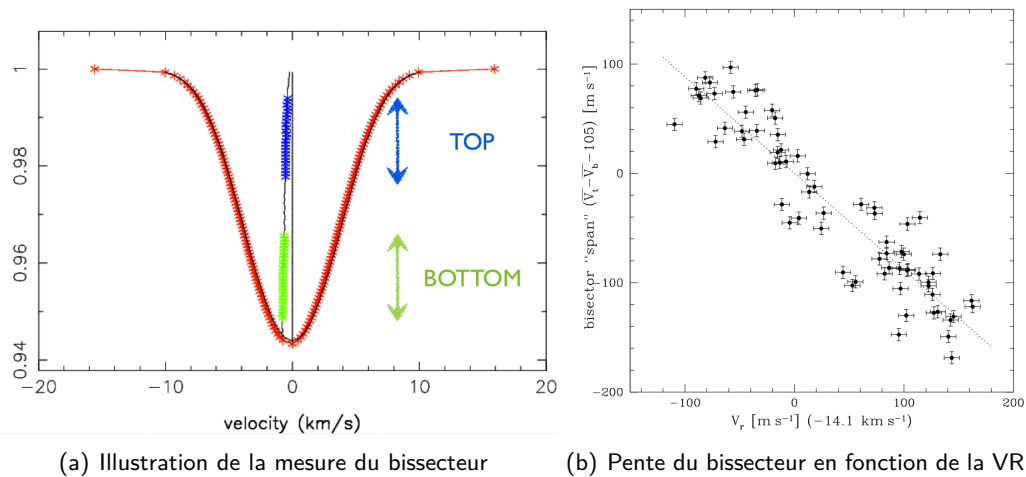 1
0.98
0.96
0.94
−20
−10
0
10
20
velocity (km/s)
TOP
BOTTOM
(a) Illustration de la mesure du bissecteur
100
0
−100
−200
bisector "span" (V̅t−V̅b−105) [m s⁻¹]
−100
0
100
200
Vr [m s⁻¹] (−14.1 km s⁻¹)
(b) Pente du bissecteur en fonction de la VR